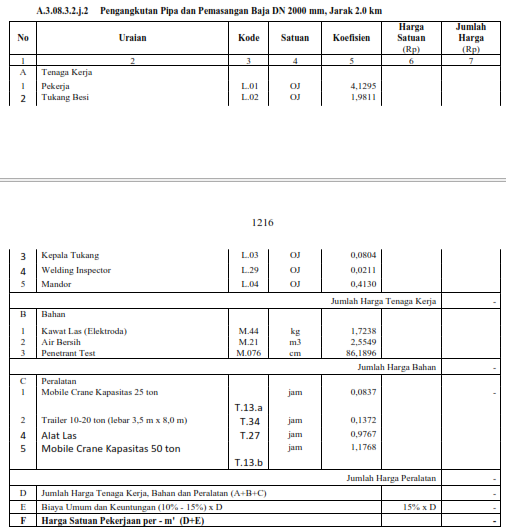 A.3.08.3.2.j.2 Pengangkutan Pipa dan Pemasangan Baja DN 2000 mm, Jarak 2.0 km
No Uraian Kode Satuan Koefisien Harga Satuan (Rp) Jumlah Harga (Rp)
1 2 3 4 5 6 7
A Tenaga Kerja
1 Pekerja L.01 OJ 4,1295
2 Tukang Besi L.02 OJ 1,9811
1216
3 Kepala Tukang L.03 OJ 0,0804
4 Welding Inspector L.29 OJ 0,0211
5 Mandor L.04 OJ 0,4130
Jumlah Harga Tenaga Kerja -
B Bahan
1 Kawat Las (Elektroda) M.44 kg 1,7238
2 Air Bersih M.21 m3 2,5549
3 Penetrant Test M.076 cm 86,1896
Jumlah Harga Bahan -
C Peralatan
1 Mobile Crane Kapasitas 25 ton T.13.a jam 0,0837 -
2 Trailer 10-20 ton (lebar 3,5 m x 8,0 m) T.34 jam 0,1372
4 Alat Las T.27 jam 0,9767
5 Mobile Crane Kapasitas 50 ton T.13.b jam 1,1768
Jumlah Harga Peralatan -
D Jumlah Harga Tenaga Kerja, Bahan dan Peralatan (A+B+C) -
E Biaya Umum dan Keuntungan (10% - 15%) x D 15% x D -
F Harga Satuan Pekerjaan per - m' (D+E) -